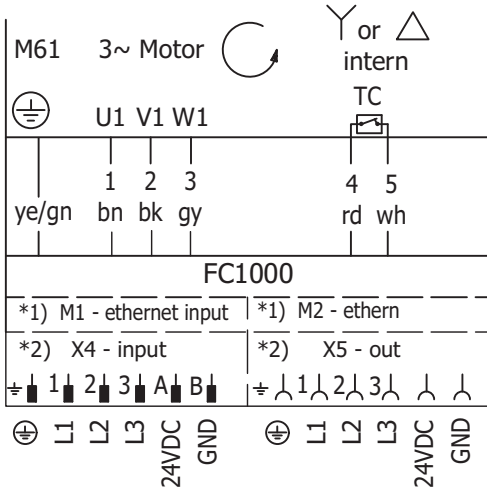 M61 3~ Motor
Y or △
intern
TC
U1 V1 W1
1 2 3 4 5
ye/gn bn bk gy rd wh
FC1000
*1) M1 - ethernet input *1) M2 - ethern
*2) X4 - input *2) X5 - out
1 2 3 A B 1 2 3
L1 L2 L3 24VDC GND L1 L2 L3 24VDC GND